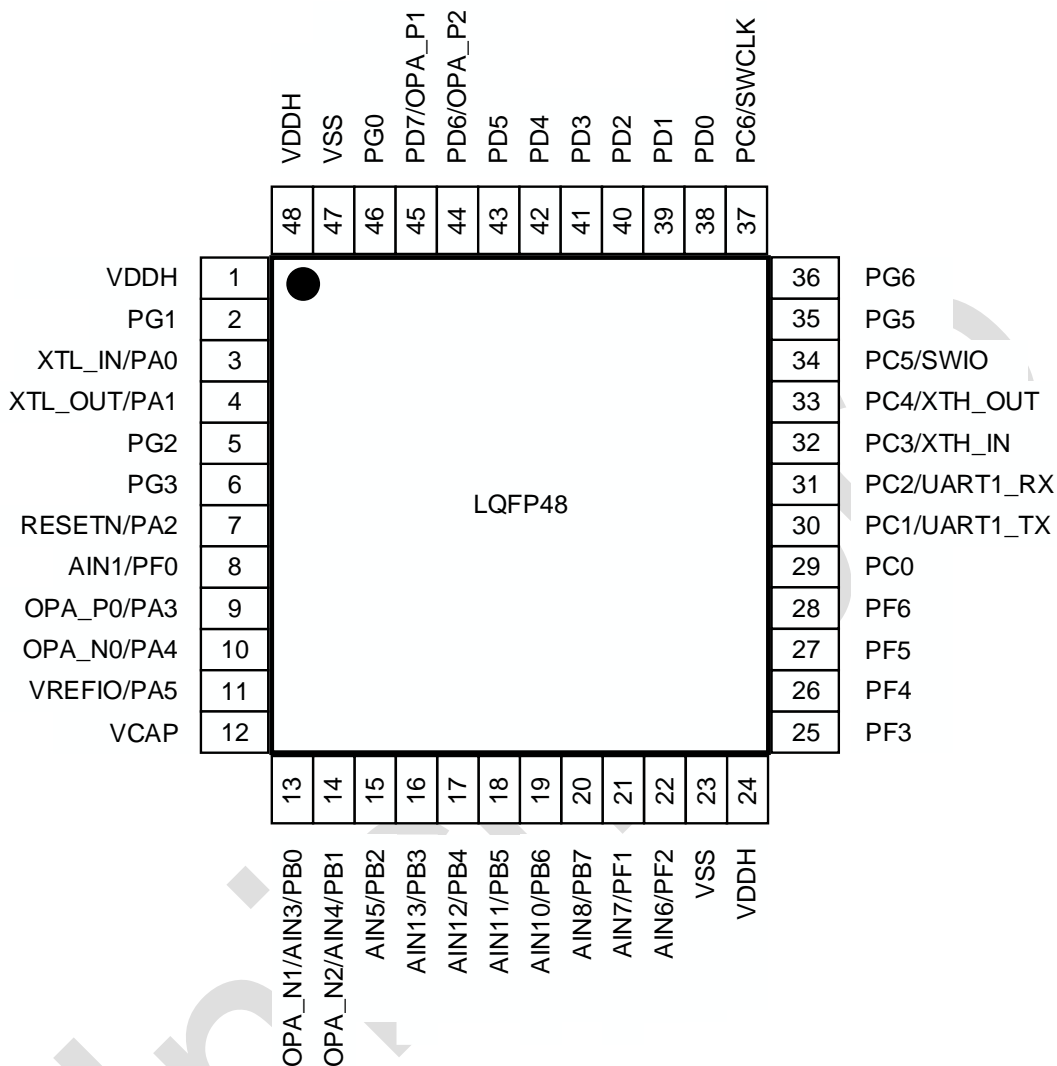 VDDH
VSS
PG0
PD7/OPA_P1
PD6/OPA_P2
PD5
PD4
PD3
PD2
PD1
PD0
PC6/SWCLK
48
47
46
45
44
43
42
41
40
39
38
37
VDDH 1
PG1 2
XTL_IN/PA0 3
XTL_OUT/PA1 4
PG2 5
PG3 6
RESETN/PA2 7
AIN1/PF0 8
OPA_P0/PA3 9
OPA_N0/PA4 10
VREFIO/PA5 11
VCAP 12
LQFP48
36 PG6
35 PG5
34 PC5/SWIO
33 PC4/XTH_OUT
32 PC3/XTH_IN
31 PC2/UART1_RX
30 PC1/UART1_TX
29 PC0
28 PF6
27 PF5
26 PF4
25 PF3
13
14
15
16
17
18
19
20
21
22
23
24
OPA_N1/AIN3/PB0
OPA_N2/AIN4/PB1
AIN5/PB2
AIN13/PB3
AIN12/PB4
AIN11/PB5
AIN10/PB6
AIN8/PB7
AIN7/PF1
AIN6/PF2
VSS
VDDH